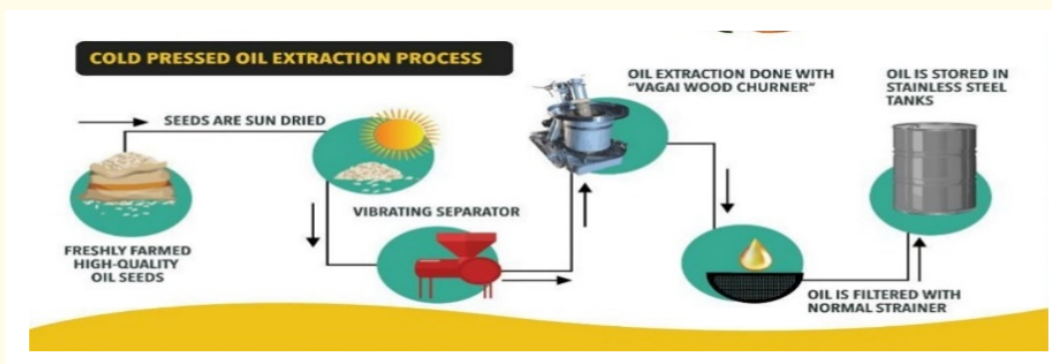 COLD PRESSED OIL EXTRACTION PROCESS
SEEDS ARE SUN DRIED
FRESHLY FARMED
HIGH-QUALITY
OIL SEEDS
VIBRATING SEPARATOR
OIL EXTRACTION DONE WITH
"VAGAI WOOD CHURNER"
OIL IS FILTERED WITH
NORMAL STRAINER
OIL IS STORED IN
STAINLESS STEEL
TANKS